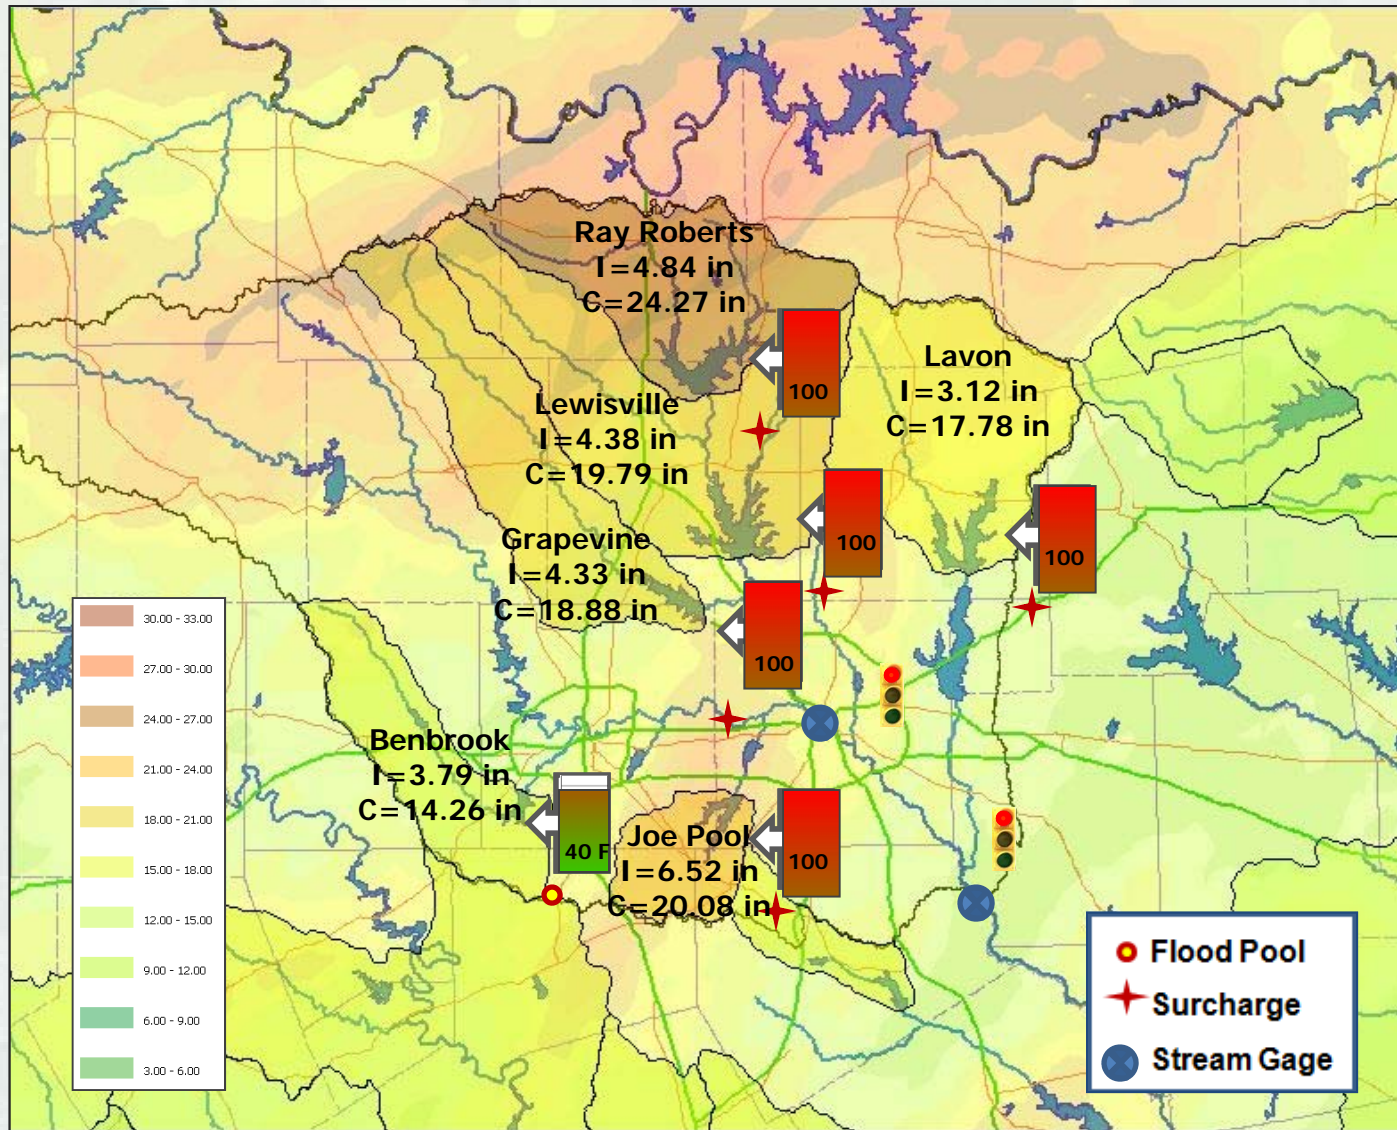 Ray Roberts
I=4.84 in
C=24.27 in
100
Lavon
I=3.12 in
C=17.78 in
100
Lewisville
I=4.38 in
C=19.79 in
100
Grapevine
I=4.33 in
C=18.88 in
100
Benbrook
I=3.79 in
C=14.26 in
40 F
Joe Pool
I=6.52 in
C=20.08 in
100
30.00 - 33.00
27.00 - 30.00
24.00 - 27.00
21.00 - 24.00
18.00 - 21.00
15.00 - 18.00
12.00 - 15.00
9.00 - 12.00
6.00 - 9.00
3.00 - 6.00
Flood Pool
Surcharge
Stream Gage